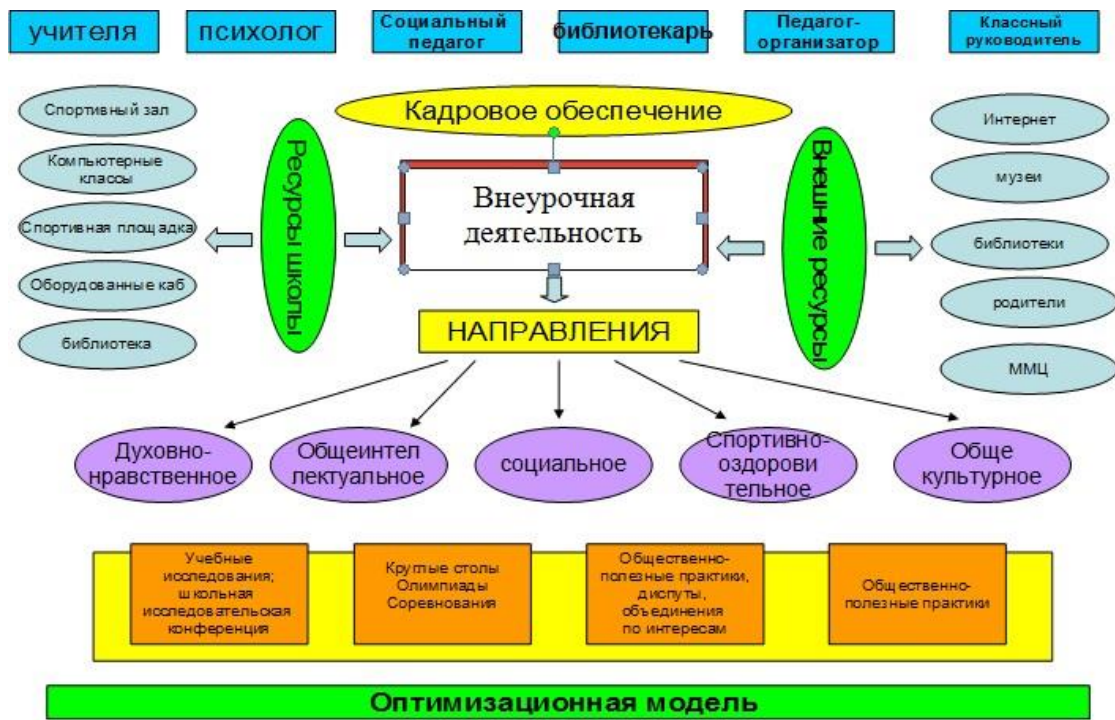 учителя
психолог
Социальный
педагог
библиотекарь
Педагог-
организатор
Классный
руководитель
Кадровое обеспечение
Спортивный зал
Компьютерные
классы
Спортивная площадка
Оборудованные каб
библиотека
Ресурсы школы
Внеурочная
деятельность
Внешние ресурсы
Интернет
музеи
библиотеки
родители
ММЦ
НАПРАВЛЕНИЯ
Духовно-
нравственное
Общеинтел
лектуальное
социальное
Спортивно-
оздорови
тельное
Обще
культурное
Учебные
исследования;
школьная
исследовательская
конференция
Круглые столы
Олимпиады
Соревнования
Общественно-
полезные практики,
диспуты,
объединения
по интересам
Общественно-
полезные практики
Оптимизационная модель